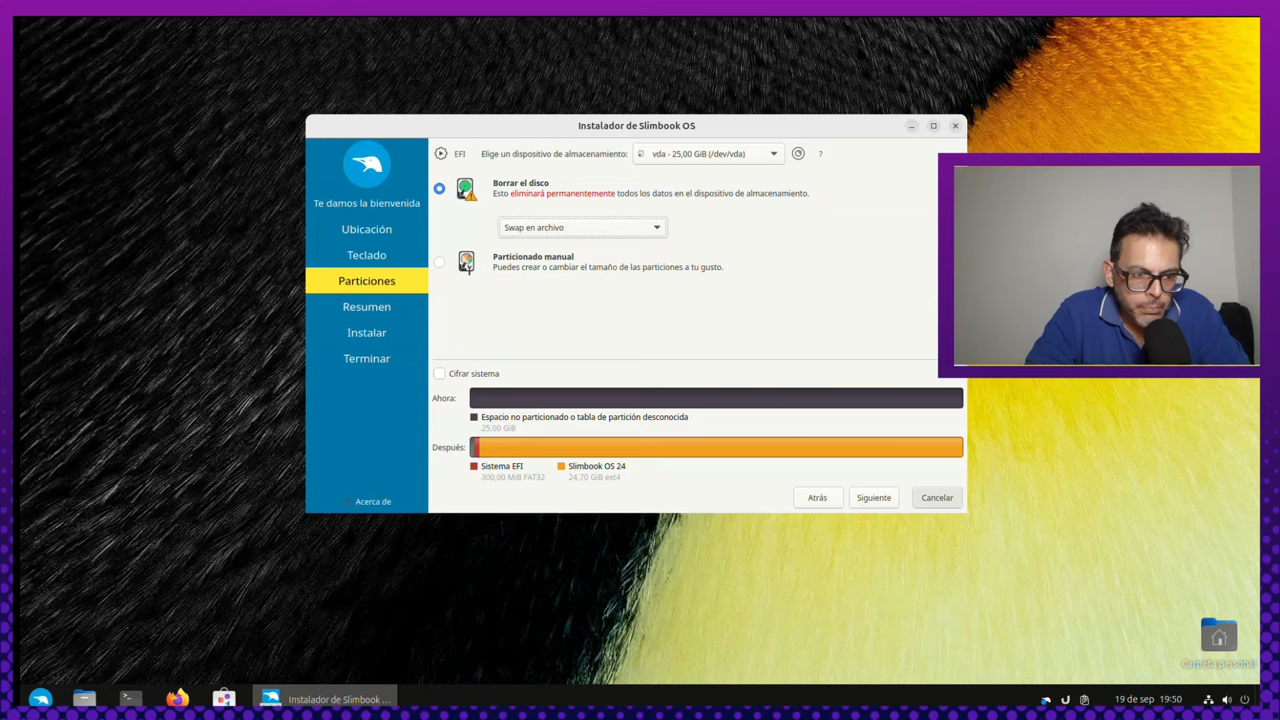 Instalador de Slimbook OS
Te damos la bienvenida
Ubicación
Teclado
Particiones
Resumen
Instalar
Terminar
Acerca de
EFI
Elige un dispositivo de almacenamiento:
vda - 25,00 GiB (/dev/vda)
?
Borrar el disco
Esto eliminará permanentemente todos los datos en el dispositivo de almacenamiento.
Swap en archivo
Particionado manual
Puedes crear o cambiar el tamaño de las particiones a tu gusto.
Cifrar sistema
Ahora:
Espacio no particionado o tabla de partición desconocida
25,00 GiB
Después:
Sistema EFI
300,00 MiB FAT32
Slimbook OS 24
24,70 GiB ext4
Atrás
Siguiente
Cancelar
Carpeta personal
Instalador de Slimbook ...
19 de sep 19:50